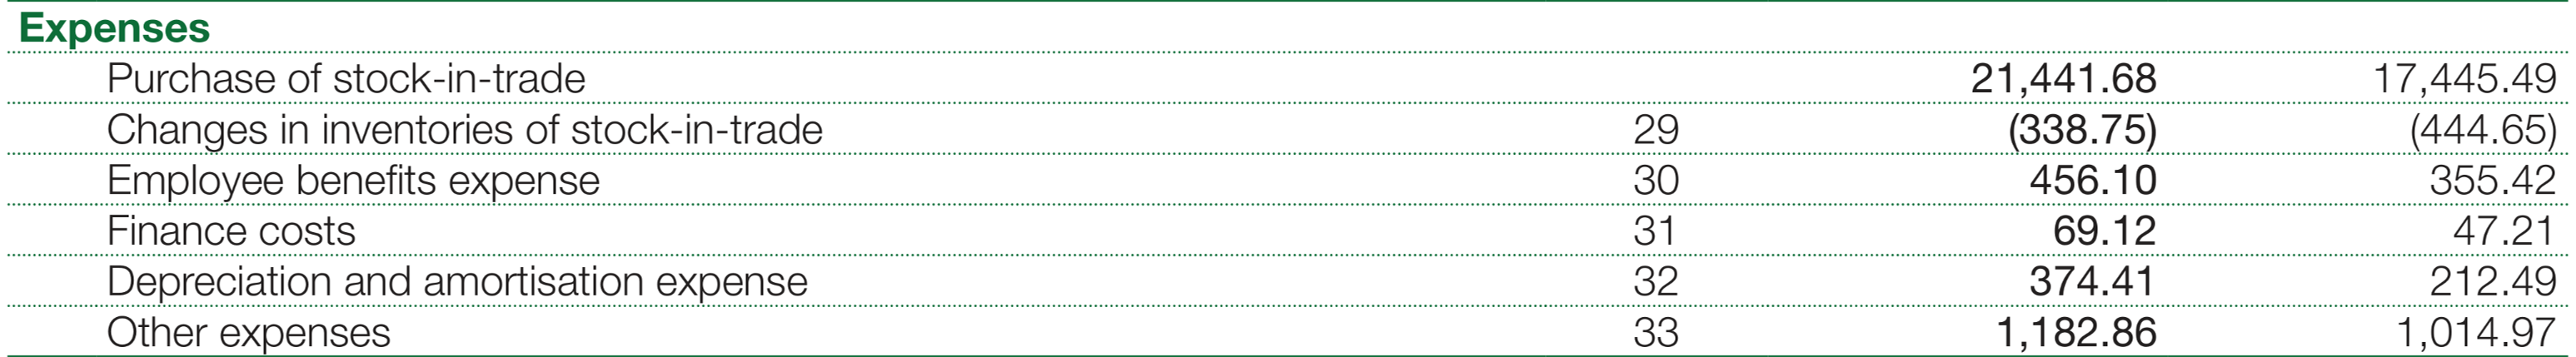 Expenses
Purchase of stock-in-trade 21,441.68 17,445.49
Changes in inventories of stock-in-trade 29 (338.75) (444.65)
Employee benefits expense 30 456.10 355.42
Finance costs 31 69.12 47.21
Depreciation and amortisation expense 32 374.41 212.49
Other expenses 33 1,182.86 1,014.97